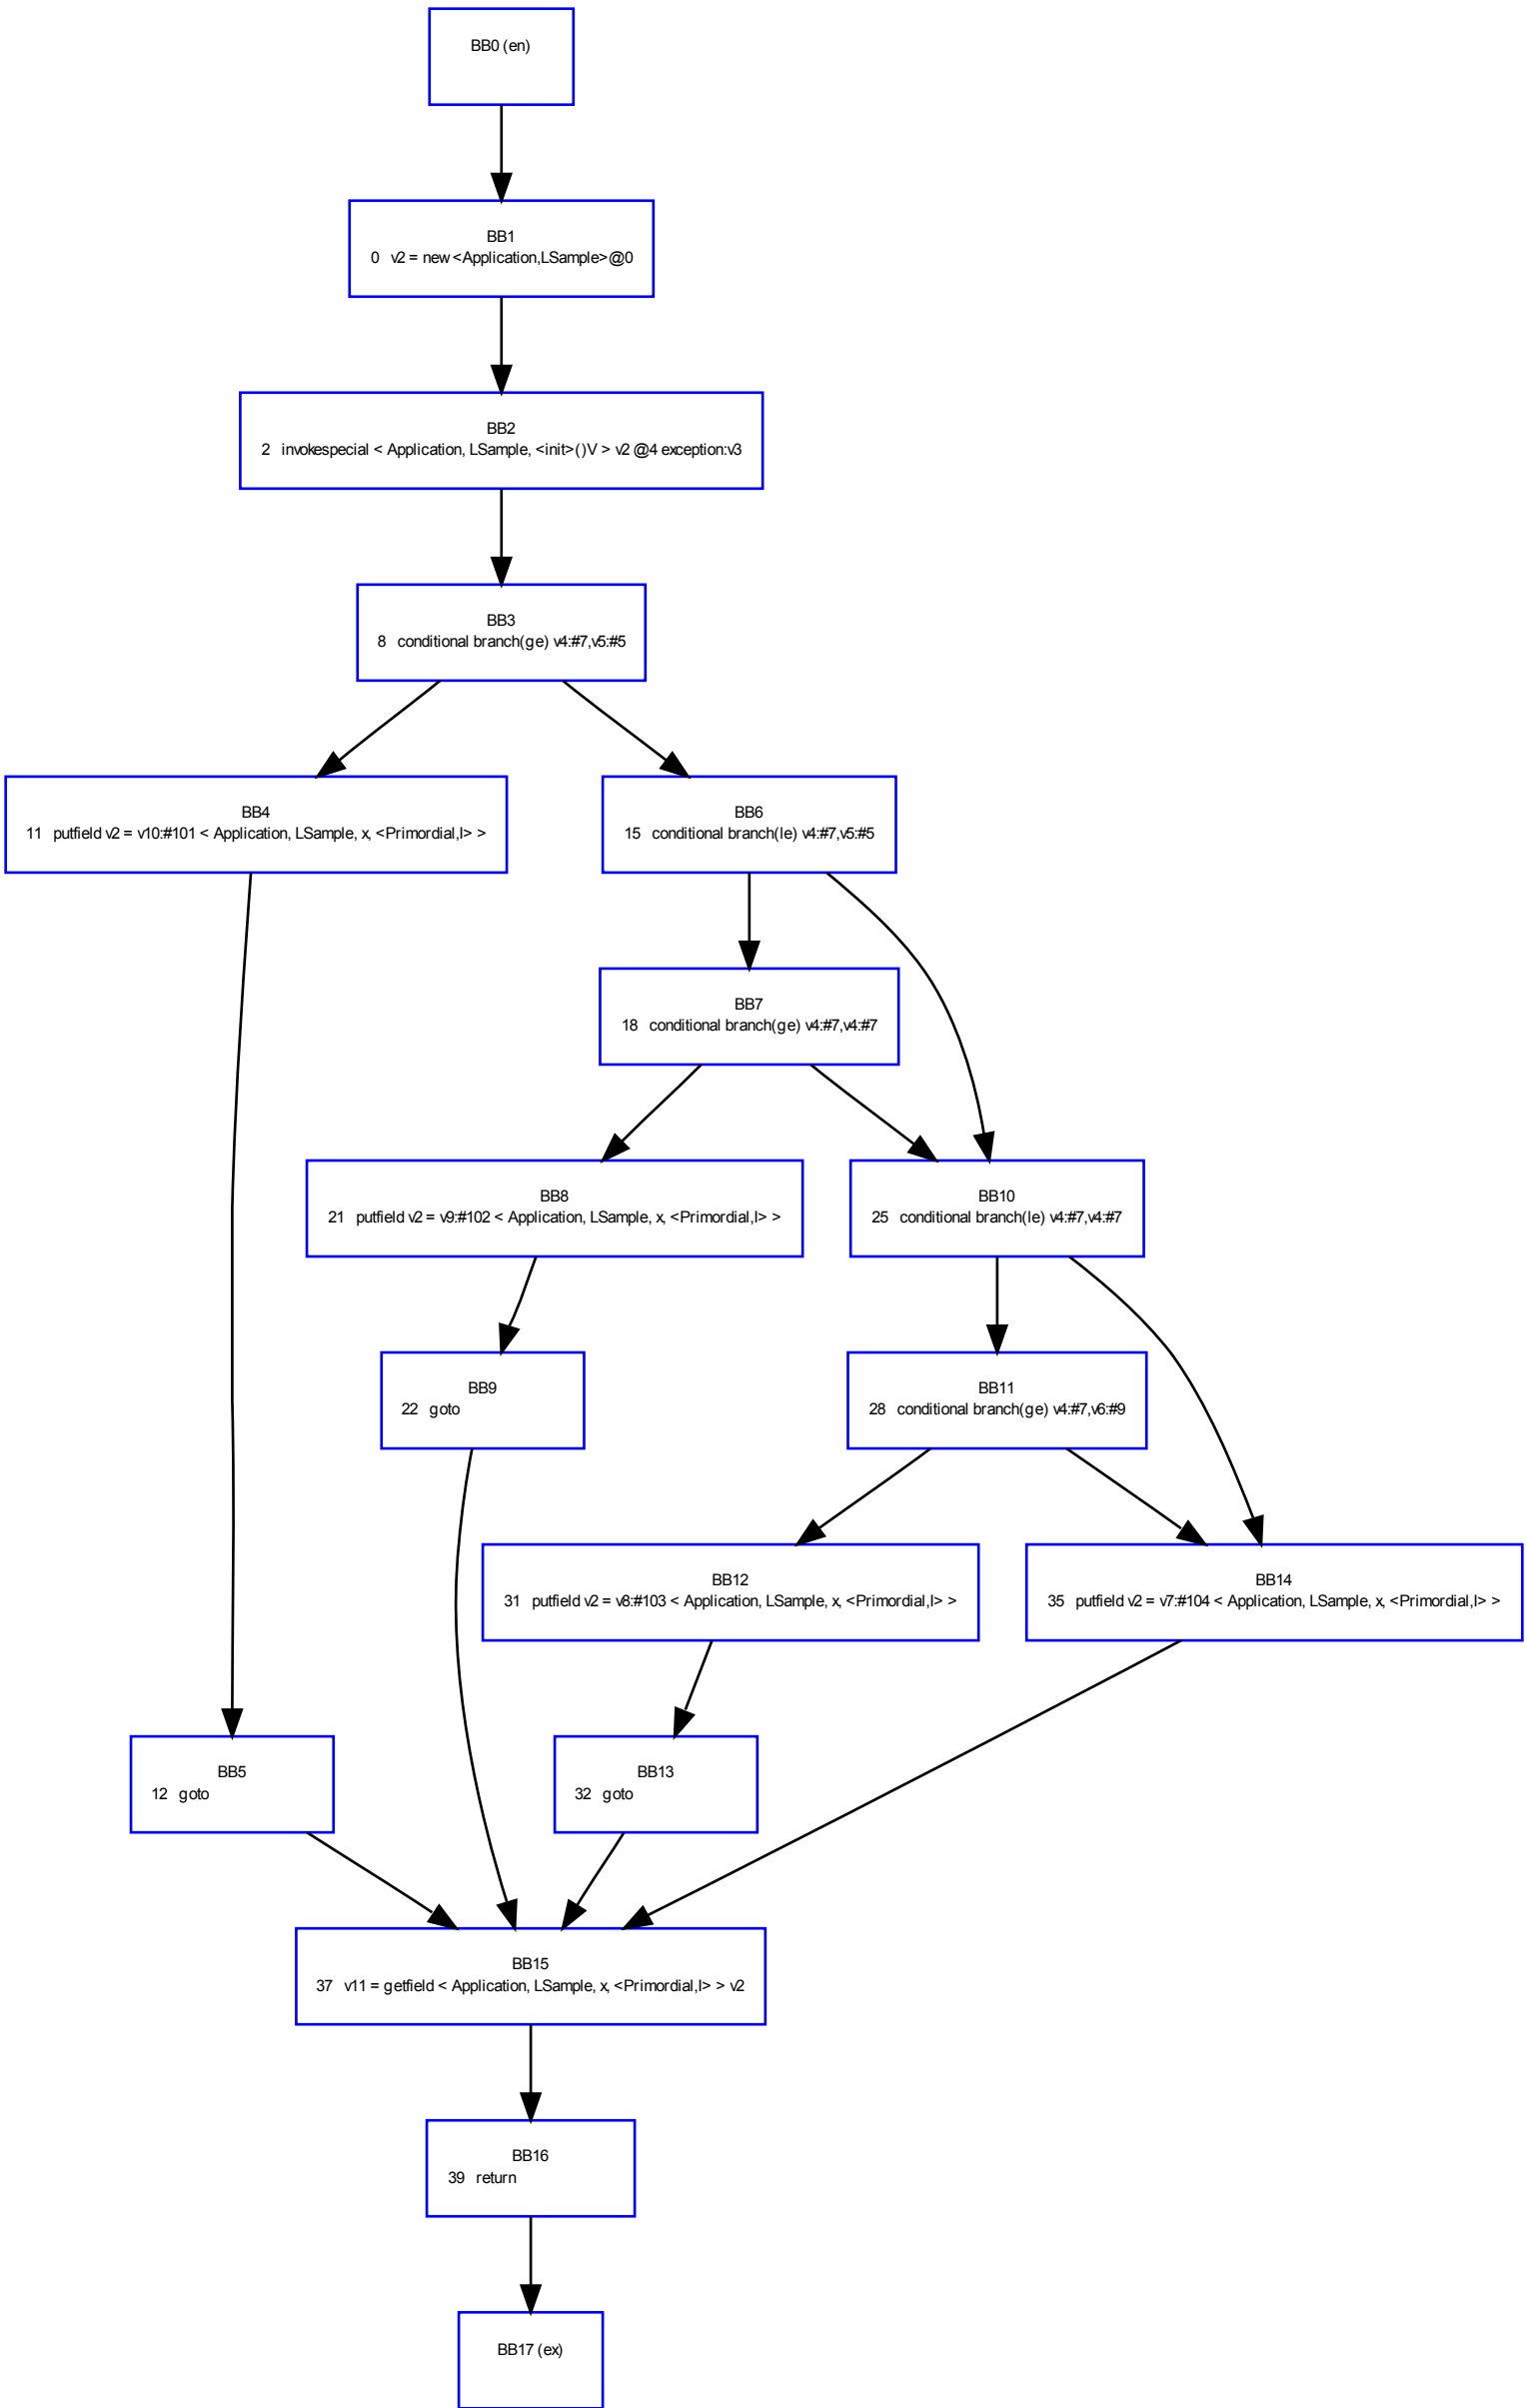 BB0 (en)
BB1
0 v2 = new <Application,LSample>@0
BB2
2 invokespecial < Application, LSample, <init>()V > v2 @4 exception:v3
BB3
8 conditional branch(ge) v4:#7,v5:#5
BB4
11 putfield v2 = v10:#101 < Application, LSample, x, <Primordial,I> >
BB6
15 conditional branch(le) v4:#7,v5:#5
BB7
18 conditional branch(ge) v4:#7,v4:#7
BB8
21 putfield v2 = v9:#102 < Application, LSample, x, <Primordial,I> >
BB10
25 conditional branch(le) v4:#7,v4:#7
BB9
22 goto
BB11
28 conditional branch(ge) v4:#7,v6:#9
BB12
31 putfield v2 = v8:#103 < Application, LSample, x, <Primordial,I> >
BB14
35 putfield v2 = v7:#104 < Application, LSample, x, <Primordial,I> >
BB5
12 goto
BB13
32 goto
BB15
37 v11 = getfield < Application, LSample, x, <Primordial,I> > v2
BB16
39 return
BB17 (ex)